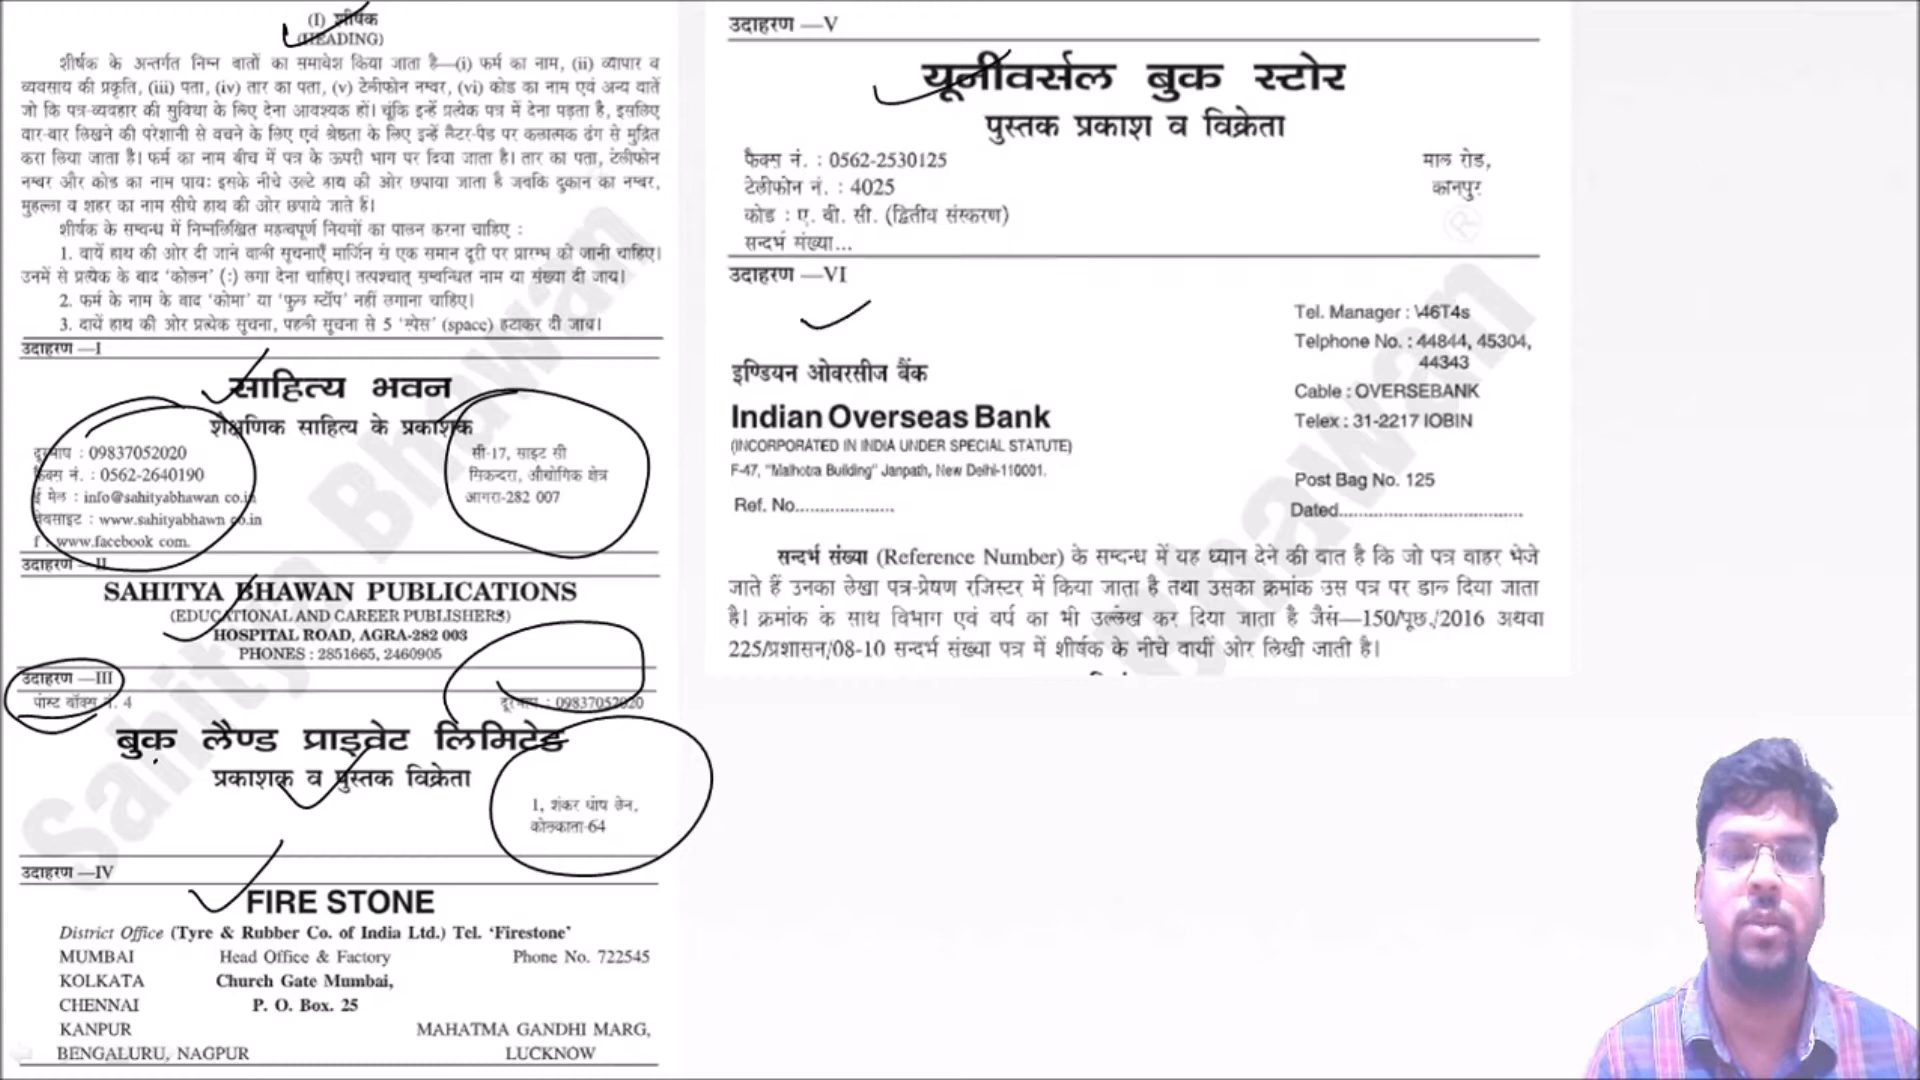 (I) शीर्षक
(HEADING)
शीर्षक के अन्तर्गत निम्न बातों का समावेश किया जाता है—(i) फर्म का नाम, (ii) व्यापार व
व्यवसाय की प्रकृति, (iii) पता, (iv) तार का पता, (v) टेलीफोन नम्बर, (vi) कोड का नाम एवं अन्य बातें
जो कि पत्र-व्यवहार की सुविधा के लिए देना आवश्यक हों। चूंकि इन्हें प्रत्येक पत्र में देना पड़ता है, इसलिए
बार-बार लिखने की परेशानी से बचने के लिए एवं श्रेष्ठता के लिए इन्हें लैटर-पैड पर कलात्मक ढंग से मुद्रित
करा लिया जाता है। फर्म का नाम बीच में पत्र के ऊपरी भाग पर दिया जाता है। तार का पता, टेलीफोन
नम्बर और कोड का नाम पायः इसके नीचे उल्टे हाथ की ओर छपाया जाता है जबकि दुकान का नम्बर,
मुहल्ला व शहर का नाम सीधे हाथ की ओर छपाये जाते हैं।
शीर्षक के सम्बन्ध में निम्नलिखित महत्वपूर्ण नियमों का पालन करना चाहिए :
1. बायें हाथ की ओर दी जाने वाली सूचनाएँ मार्जिन से एक समान दूरी पर प्रारम्भ की जानी चाहिए।
उनमें से प्रत्येक के बाद 'कोलन' (:) लगा देना चाहिए। तत्पश्चात् सम्बन्धित नाम या संख्या दी जाय।
2. फर्म के नाम के बाद 'कोमा' या 'फुल स्टॉप' नहीं लगाना चाहिए।
3. दायें हाथ की ओर प्रत्येक सूचना, पहली सूचना से 5 'स्पेस' (space) हटाकर दी जाय।
उदाहरण —I
साहित्य भवन
शैक्षणिक साहित्य के प्रकाशक
दूरभाष : 09837052020
फैक्स नं. : 0562-2640190
ई मेल : info@sahityabhawan co.in
वेबसाइट : www.sahityabhawn co.in
f : www.facebook com.
सी-17, साइट सी
सिकन्दरा, औद्योगिक क्षेत्र
आगरा-282 007
उदाहरण —II
SAHITYA BHAWAN PUBLICATIONS
(EDUCATIONAL AND CAREER PUBLISHERS)
HOSPITAL ROAD, AGRA-282 003
PHONES : 2851665, 2460905
उदाहरण —III
पोस्ट बॉक्स नं. 4 दूरभाष : 09837052020
बुक लैण्ड प्राइवेट लिमिटेड
प्रकाशक व पुस्तक विक्रेता
1, शंकर घोष लेन,
कोलकाता-64
उदाहरण —IV
FIRE STONE
District Office (Tyre & Rubber Co. of India Ltd.) Tel. 'Firestone'
MUMBAI Head Office & Factory Phone No. 722545
KOLKATA Church Gate Mumbai,
CHENNAI P. O. Box. 25
KANPUR MAHATMA GANDHI MARG,
BENGALURU, NAGPUR LUCKNOW
उदाहरण —V
यूनीवर्सल बुक स्टोर
पुस्तक प्रकाश व विक्रेता
फैक्स नं. : 0562-2530125 माल रोड,
टेलीफोन नं. : 4025 कानपुर
कोड : ए. बी. सी. (द्वितीय संस्करण)
सन्दर्भ संख्या...
उदाहरण —VI
इण्डियन ओवरसीज बैंक
Indian Overseas Bank
(INCORPORATED IN INDIA UNDER SPECIAL STATUTE)
F-47, "Malhotra Building" Janpath, New Delhi-110001.
Ref. No.....................
Tel. Manager : \46T4s
Telphone No. : 44844, 45304,
44343
Cable : OVERSEBANK
Telex : 31-2217 IOBIN
Post Bag No. 125
Dated.......................................
सन्दर्भ संख्या (Reference Number) के सम्बन्ध में यह ध्यान देने की बात है कि जो पत्र बाहर भेजे
जाते हैं उनका लेखा पत्र-प्रेषण रजिस्टर में किया जाता है तथा उसका क्रमांक उस पत्र पर डाल दिया जाता
है। क्रमांक के साथ विभाग एवं वर्ष का भी उल्लेख कर दिया जाता है जैसे—150/पूछ./2016 अथवा
225/प्रशासन/08-10 सन्दर्भ संख्या पत्र में शीर्षक के नीचे बायीं ओर लिखी जाती है।
Sahitya Bhawan